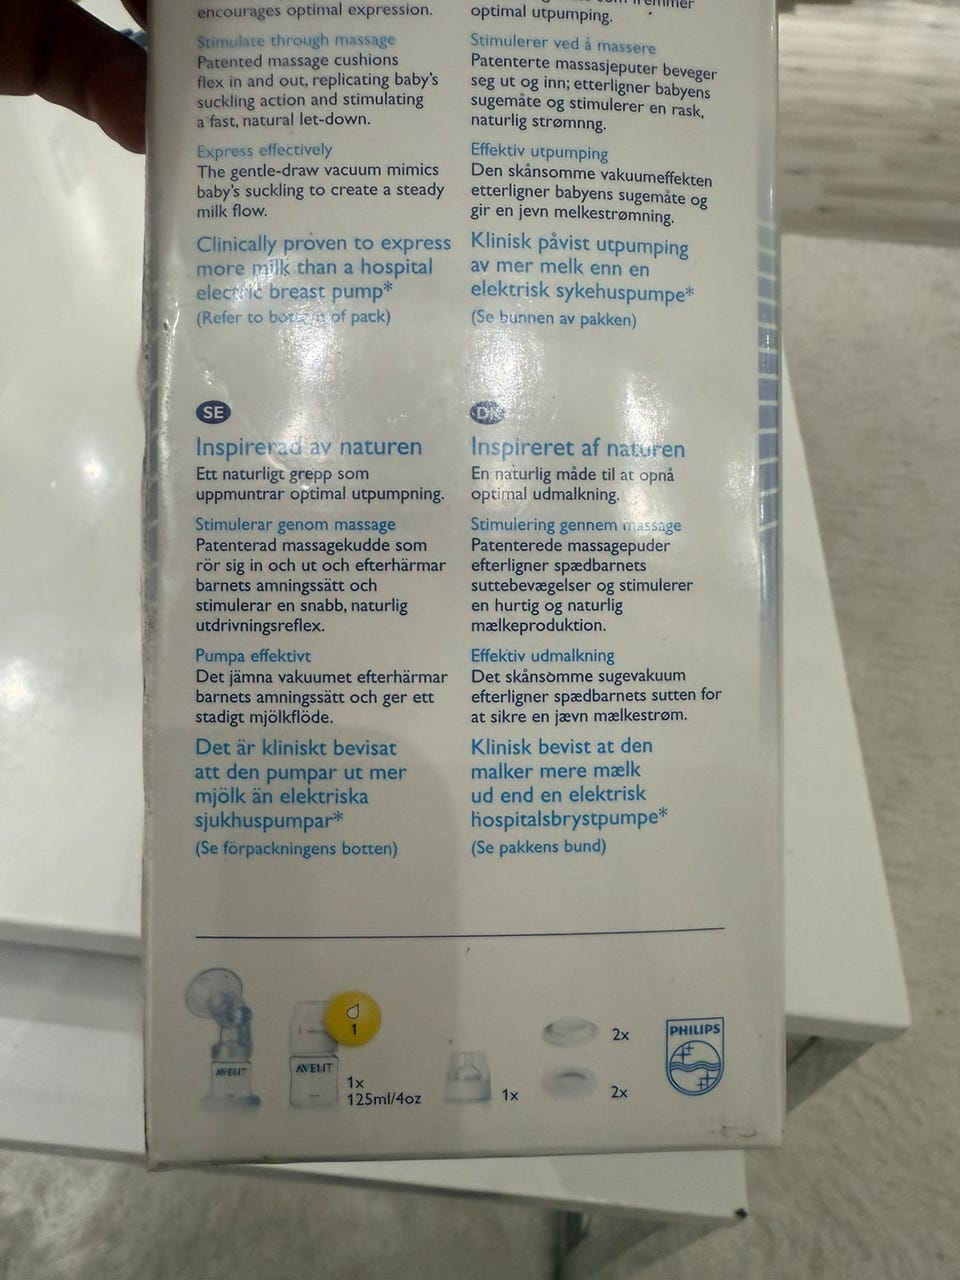 encourages optimal expression.
Stimulate through massage
Patented massage cushions
flex in and out, replicating baby's
suckling action and stimulating
a fast, natural let-down.
Express effectively
The gentle-draw vacuum mimics
baby's suckling to create a steady
milk flow.
Clinically proven to express
more milk than a hospital
electric breast pump*
(Refer to bottom of pack)
som fremmer
optimal utpumping.
Stimulerer ved å massere
Patenterte massasjeputer beveger
seg ut og inn; etterligner babyens
sugemåte og stimulerer en rask,
naturlig strømnng.
Effektiv utpumping
Den skånsomme vakuumeffekten
etterligner babyens sugemåte og
gir en jevn melkestrømning.
Klinisk påvist utpumping
av mer melk enn en
elektrisk sykehuspumpe*
(Se bunnen av pakken)
SE
Inspirerad av naturen
Ett naturligt grepp som
uppmuntrar optimal utpumpning.
Stimulerar genom massage
Patenterad massagekudde som
rör sig in och ut och efterhärmar
barnets amningssätt och
stimulerar en snabb, naturlig
utdrivningsreflex.
Pumpa effektivt
Det jämna vakuumet efterhärmar
barnets amningssätt och ger ett
stadigt mjölkflöde.
Det är kliniskt bevisat
att den pumpar ut mer
mjölk än elektriska
sjukhuspumpar*
(Se förpackningens botten)
DK
Inspireret af naturen
En naturlig måde til at opnå
optimal udmalkning.
Stimulering gennem massage
Patenterede massagepuder
efterligner spædbarnets
suttebevægelser og stimulerer
en hurtig og naturlig
mælkeproduktion.
Effektiv udmalkning
Det skånsomme sugevakuum
efterligner spædbarnets sutten for
at sikre en jævn mælkestrøm.
Klinisk bevist at den
malker mere mælk
ud end en elektrisk
hospitalsbrystpumpe*
(Se pakkens bund)
AVENT
AVENT
1
1x
125ml/4oz
1x
2x
2x
PHILIPS